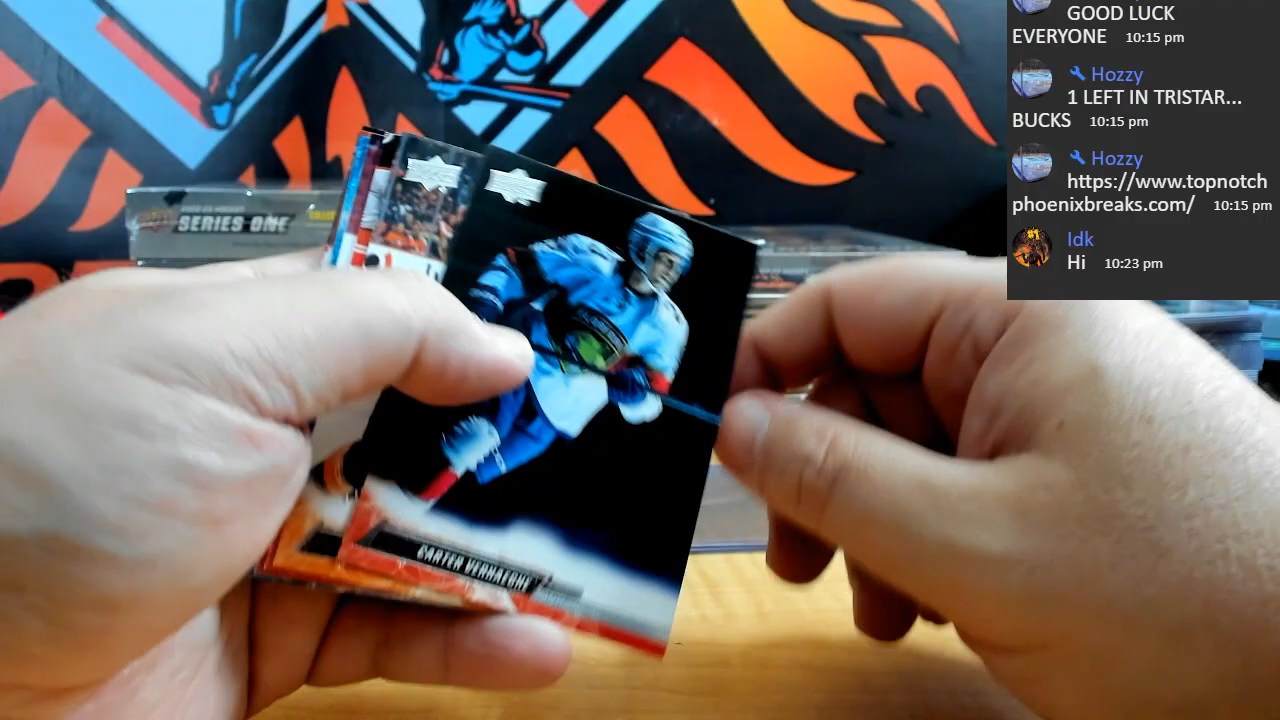 GOOD LUCK
EVERYONE 10:15 pm
Hozzy
1 LEFT IN TRISTAR...
BUCKS 10:15 pm
Hozzy
https://www.topnotch
phoenixbreaks.com/ 10:15 pm
Idk
Hi 10:23 pm
SERIES ONE
CARTER VERHAEGHE